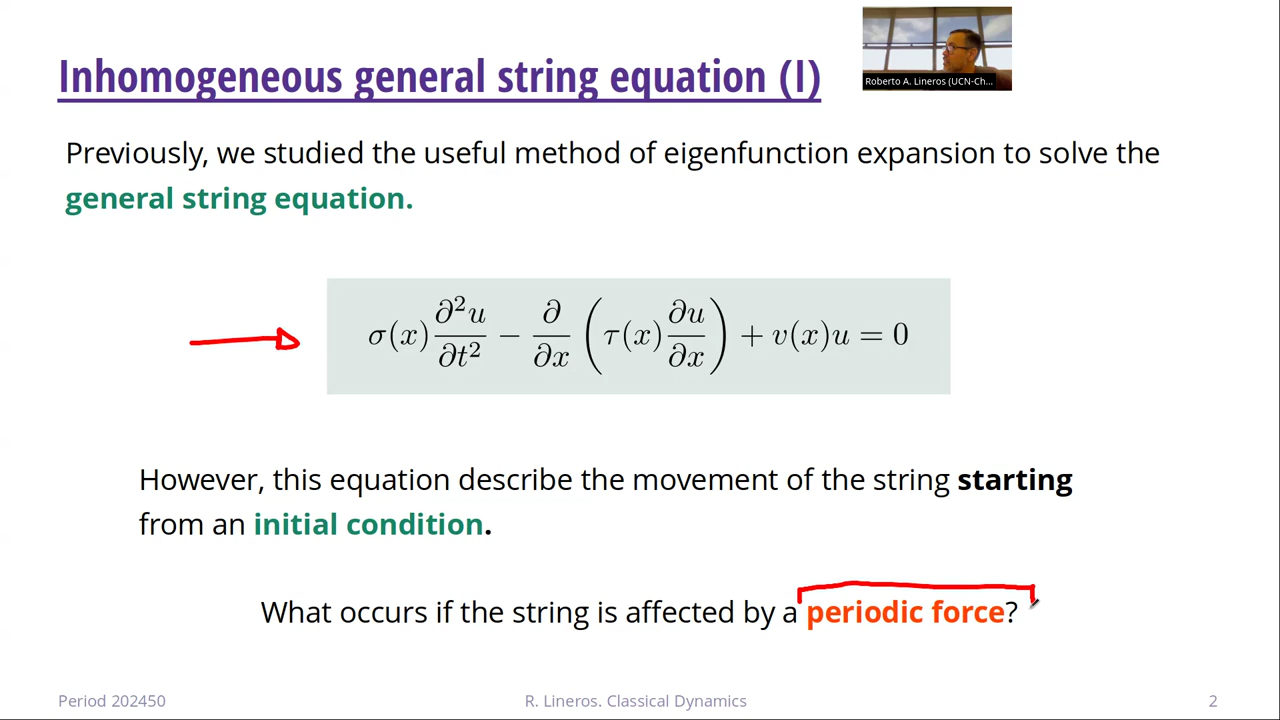 Inhomogeneous general string equation (I)
Roberto A. Lineros (UCN-Ch...
Previously, we studied the useful method of eigenfunction expansion to solve the
general string equation.
σ(x) ∂²u/∂t² − ∂/∂x (τ(x) ∂u/∂x) + v(x)u = 0
However, this equation describe the movement of the string starting
from an initial condition.
What occurs if the string is affected by a periodic force?
Period 202450
R. Lineros. Classical Dynamics
2